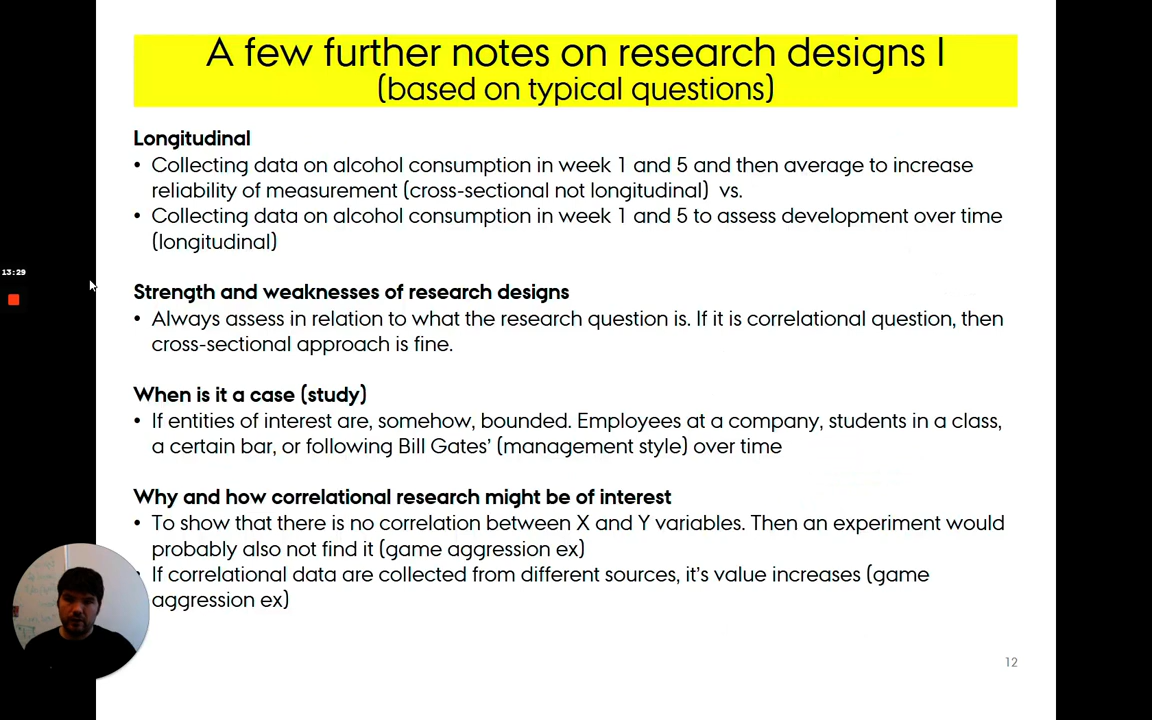 A few further notes on research designs I
(based on typical questions)
Longitudinal
• Collecting data on alcohol consumption in week 1 and 5 and then average to increase
reliability of measurement (cross-sectional not longitudinal) vs.
• Collecting data on alcohol consumption in week 1 and 5 to assess development over time
(longitudinal)
13:29
Strength and weaknesses of research designs
• Always assess in relation to what the research question is. If it is correlational question, then
cross-sectional approach is fine.
When is it a case (study)
• If entities of interest are, somehow, bounded. Employees at a company, students in a class,
a certain bar, or following Bill Gates’ (management style) over time
Why and how correlational research might be of interest
• To show that there is no correlation between X and Y variables. Then an experiment would
probably also not find it (game aggression ex)
• If correlational data are collected from different sources, it’s value increases (game
aggression ex)
12